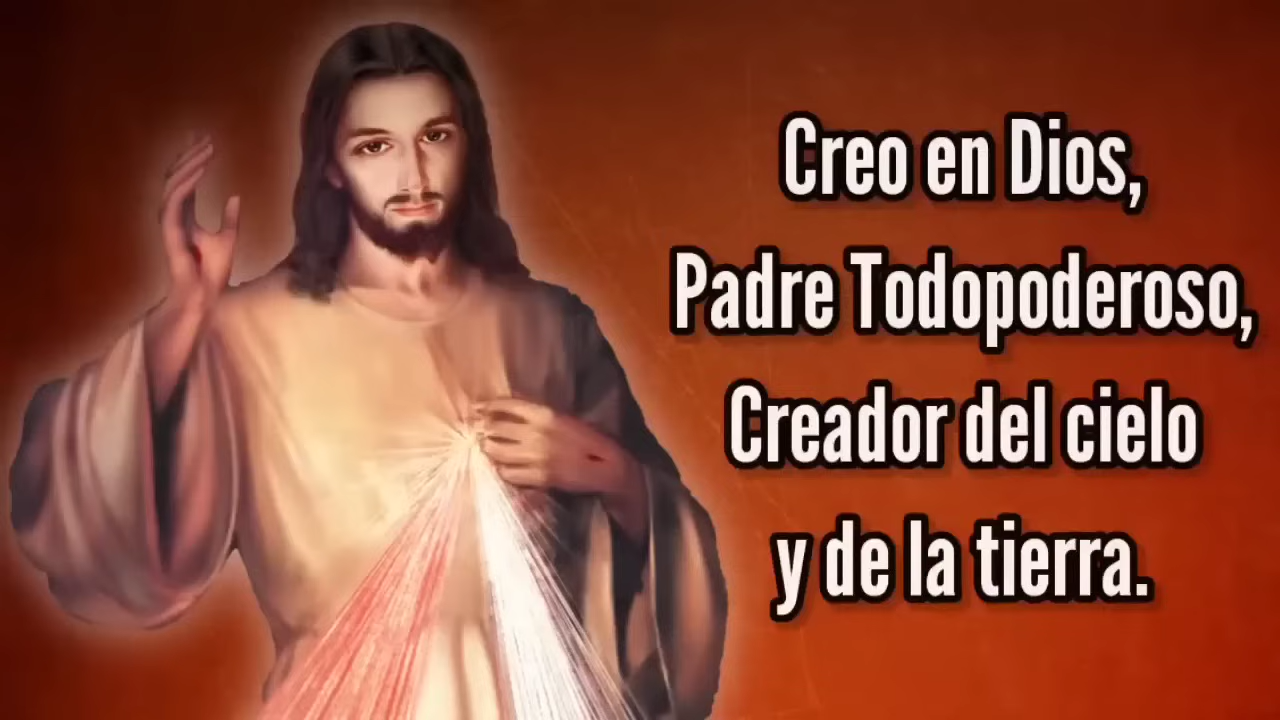 Creo en Dios,
Padre Todopoderoso,
Creador del cielo
y de la tierra.